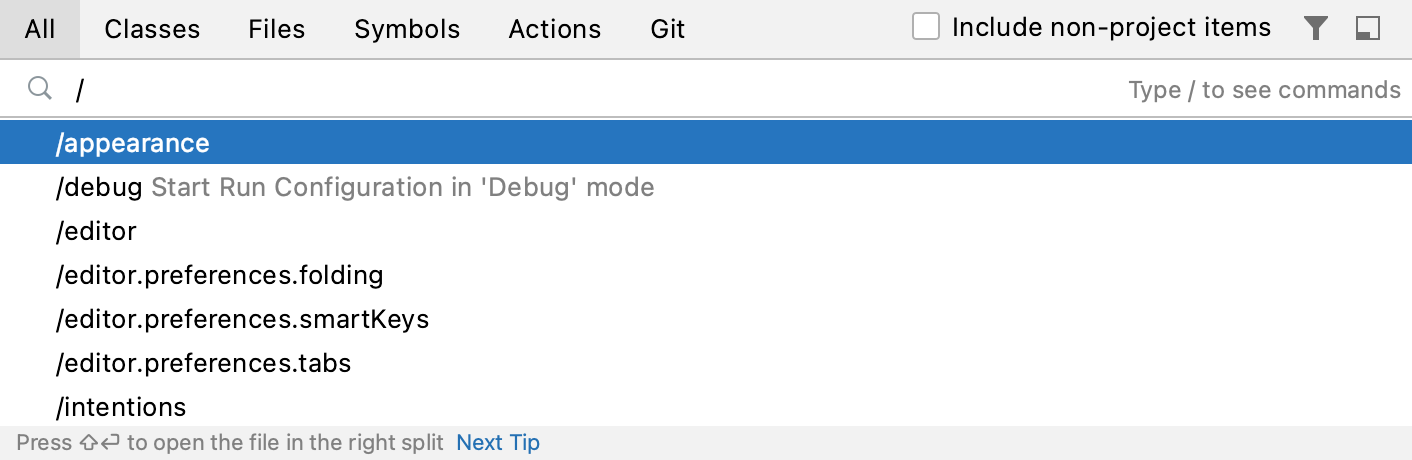 All Classes Files Symbols Actions Git Include non-project items
/ Type / to see commands
/appearance
/debug Start Run Configuration in 'Debug' mode
/editor
/editor.preferences.folding
/editor.preferences.smartKeys
/editor.preferences.tabs
/intentions
Press ⇧⏎ to open the file in the right split Next Tip